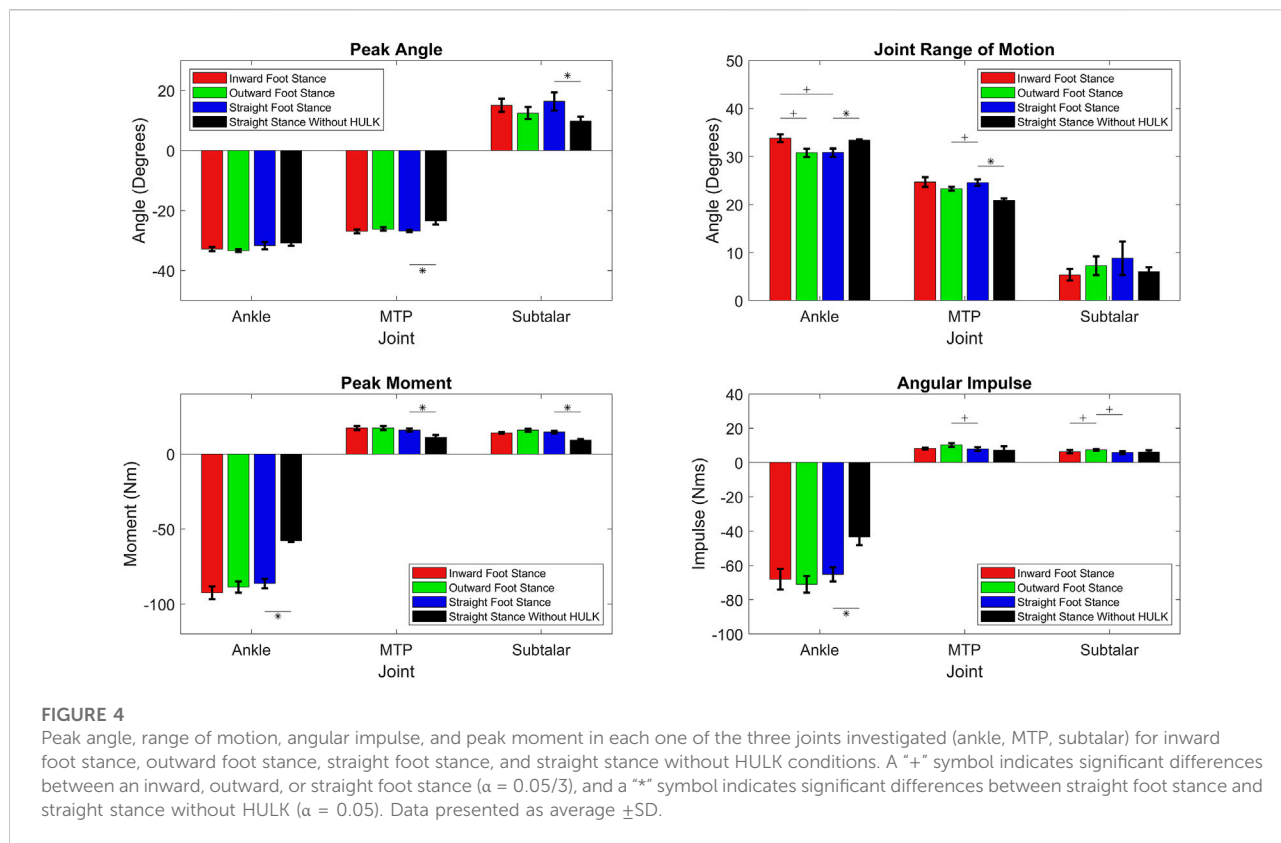 Peak Angle
20
0
-20
-40
Angle (Degrees)
Inward Foot Stance
Outward Foot Stance
Straight Foot Stance
Straight Stance Without HULK
*
*
Ankle
MTP
Subtalar
Joint
Joint Range of Motion
50
40
30
20
10
0
Angle (Degrees)
Inward Foot Stance
Outward Foot Stance
Straight Foot Stance
Straight Stance Without HULK
+
+
*
+
*
Ankle
MTP
Subtalar
Joint
Peak Moment
0
-50
-100
Moment (Nm)
*
*
*
Inward Foot Stance
Outward Foot Stance
Straight Foot Stance
Straight Stance Without HULK
Ankle
MTP
Subtalar
Joint
Angular Impulse
40
20
0
-20
-40
-60
-80
-100
Impulse (Nms)
+
+
+
*
Inward Foot Stance
Outward Foot Stance
Straight Foot Stance
Straight Stance Without HULK
Ankle
MTP
Subtalar
Joint
FIGURE 4
Peak angle, range of motion, angular impulse, and peak moment in each one of the three joints investigated (ankle, MTP, subtalar) for inward
foot stance, outward foot stance, straight foot stance, and straight stance without HULK conditions. A "+" symbol indicates significant differences
between an inward, outward, or straight foot stance (α = 0.05/3), and a "*" symbol indicates significant differences between straight foot stance and
straight stance without HULK (α = 0.05). Data presented as average ±SD.